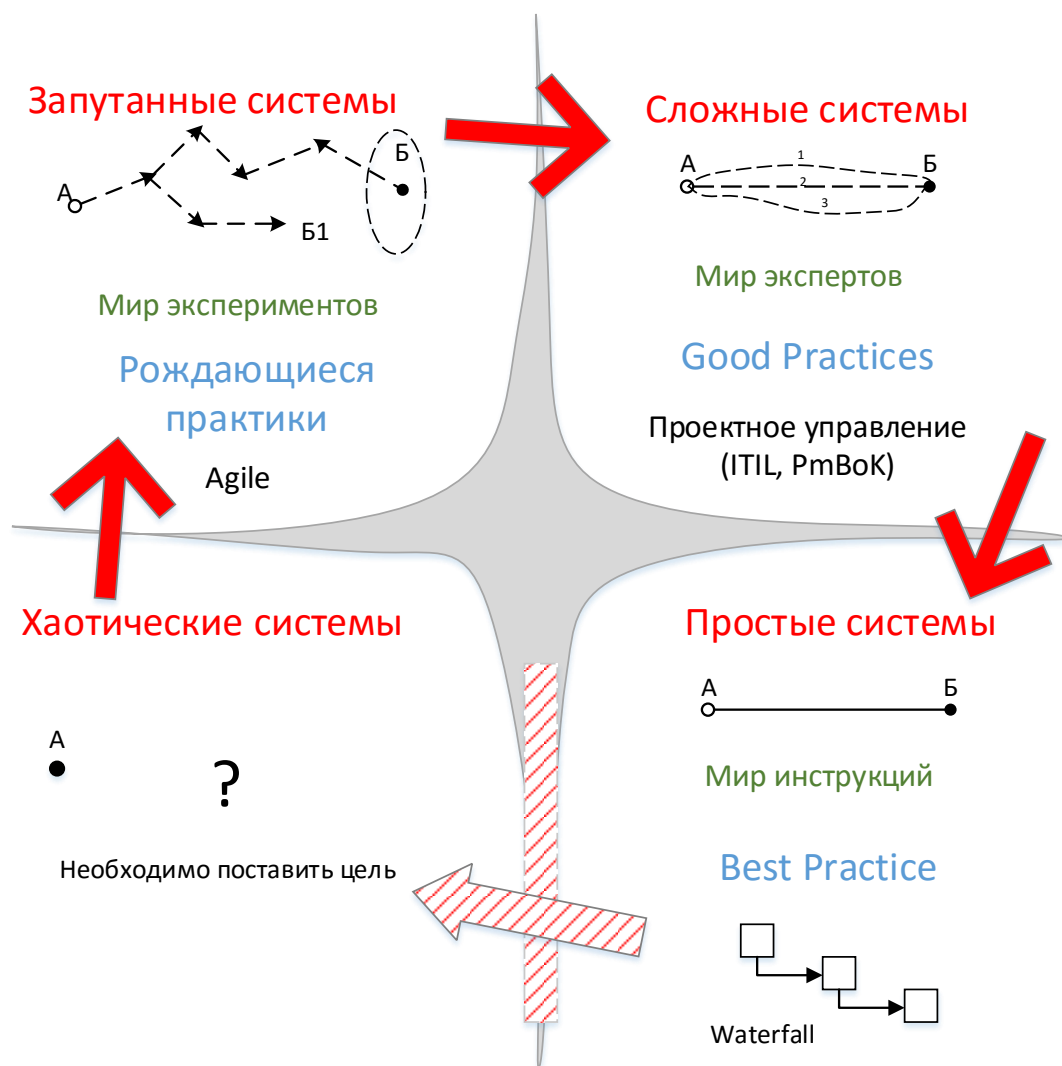 Запутанные системы
А
Б
Б1
Мир экспериментов
Рождающиеся
практики
Agile
Сложные системы
А
Б
1
2
3
Мир экспертов
Good Practices
Проектное управление
(ITIL, PmBoK)
Хаотические системы
А
?
Необходимо поставить цель
Простые системы
А
Б
Мир инструкций
Best Practice
Waterfall